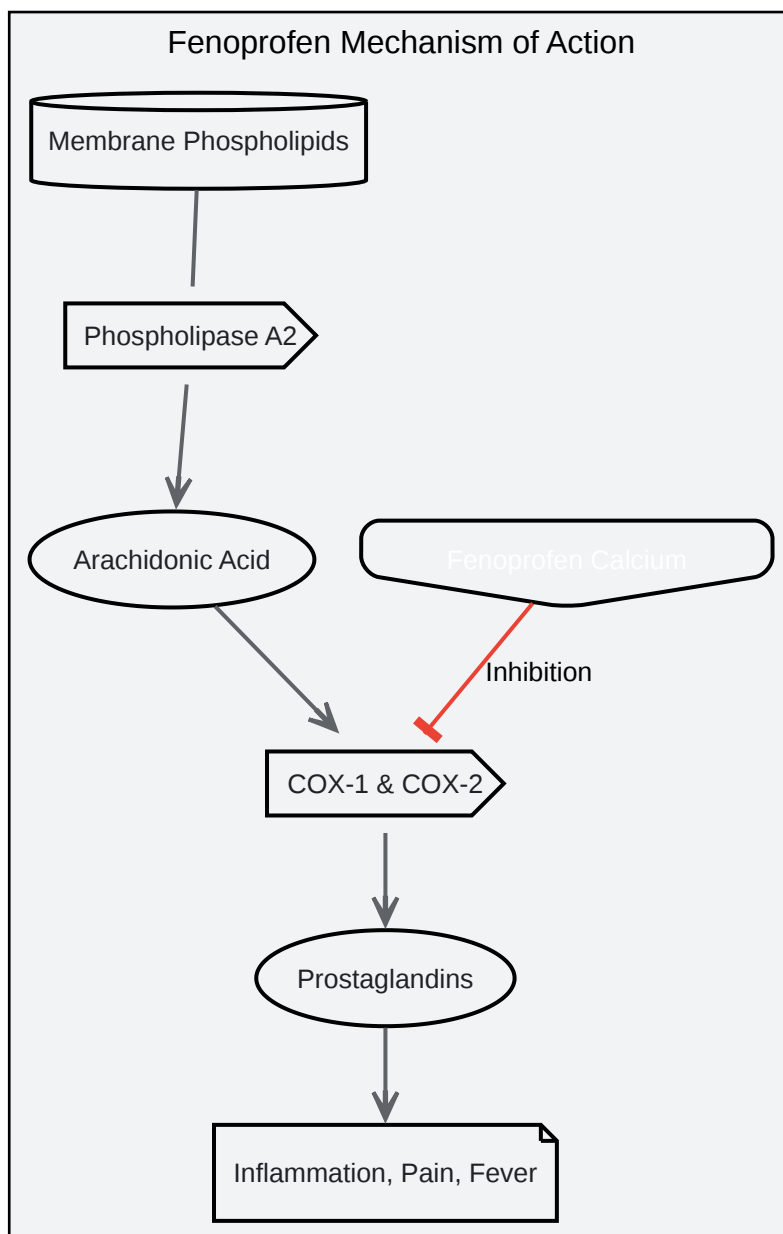 Fenoprofen Mechanism of Action
Membrane Phospholipids
Phospholipase A2
Arachidonic Acid
Fenoprofen Calcium
Inhibition
COX-1 & COX-2
Prostaglandins
Inflammation, Pain, Fever